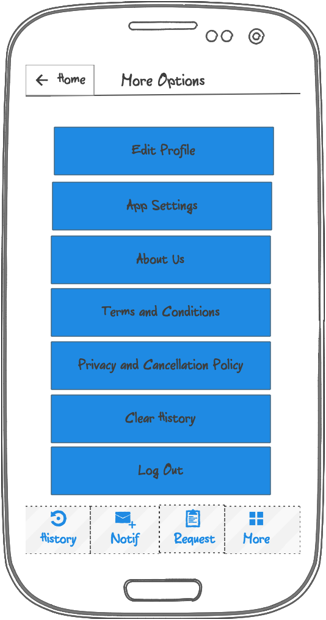 Home
More Options
Edit Profile
App Settings
About Us
Terms and Conditions
Privacy and Cancellation Policy
Clear History
Log Out
History
Notif
Request
More